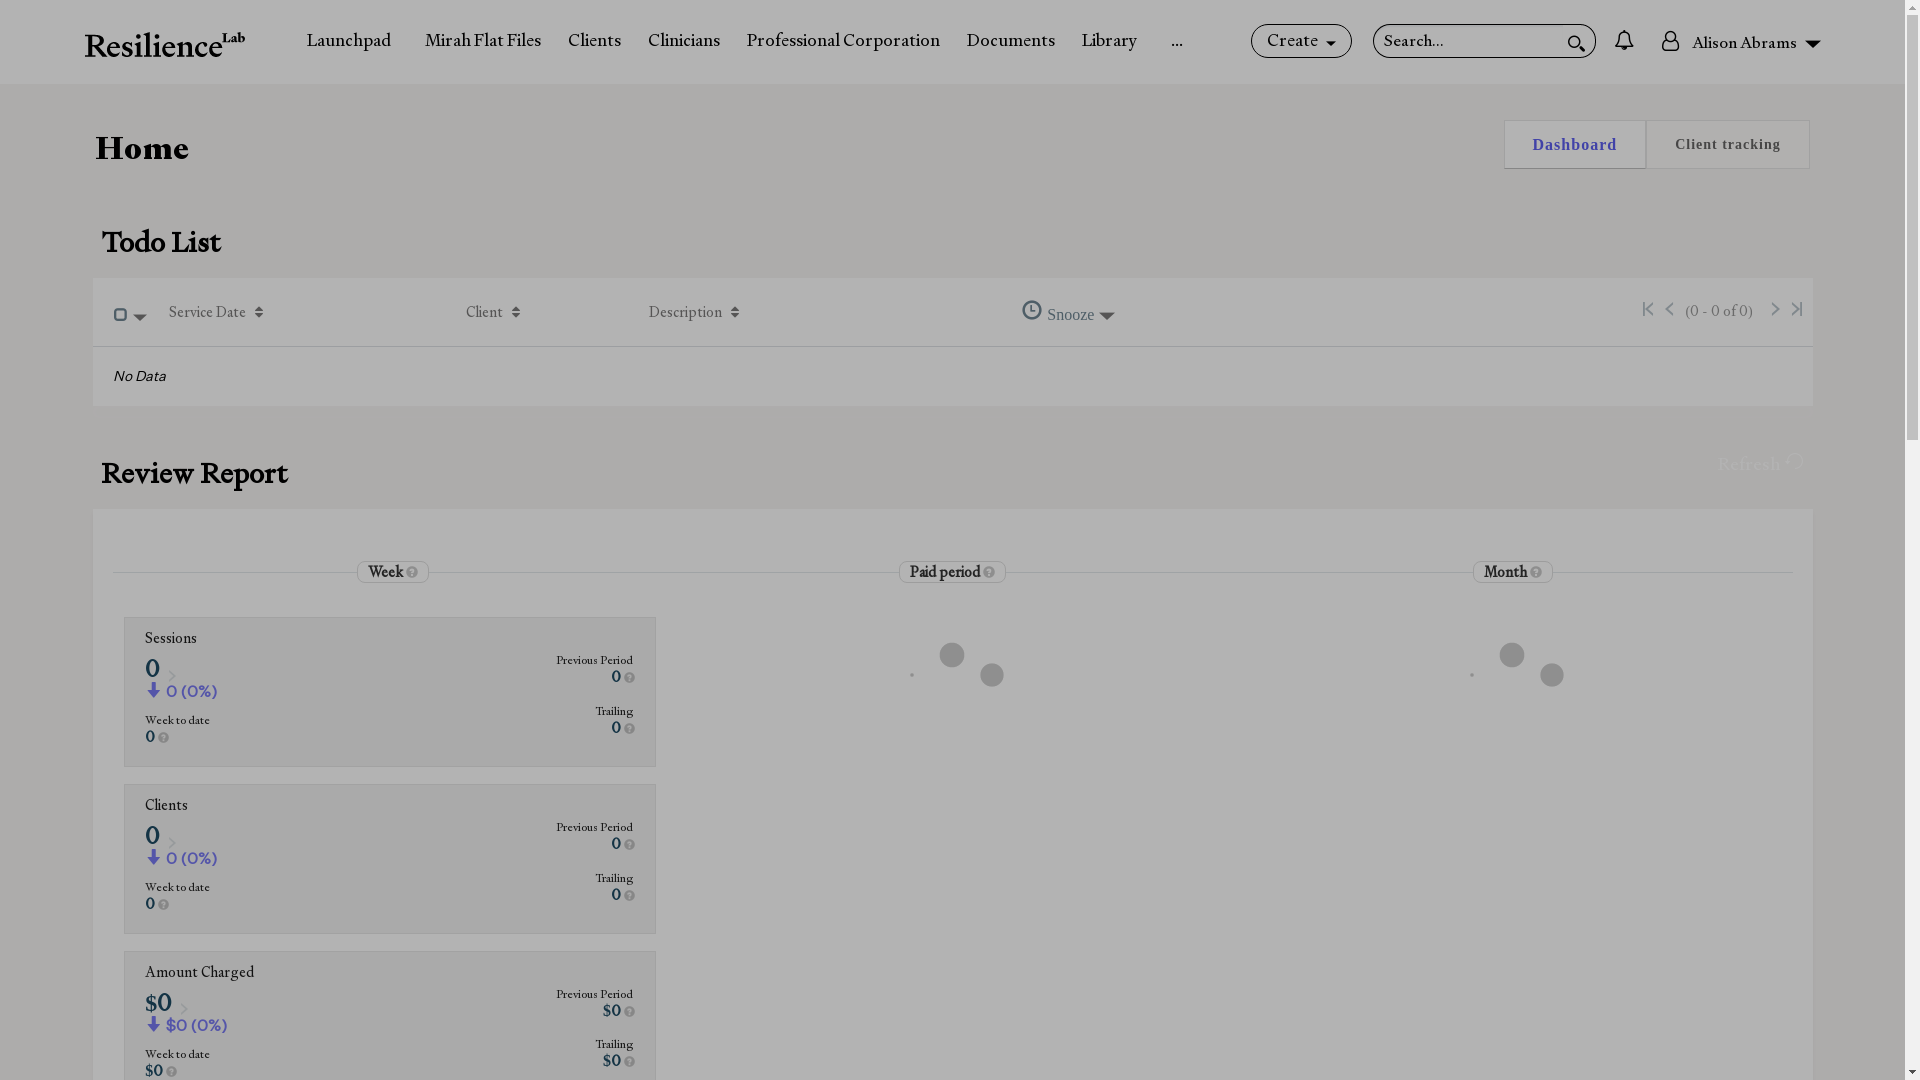 ResilienceLab
Launchpad Mirah Flat Files Clients Clinicians Professional Corporation Documents Library ...
Create Search... Alison Abrams
Home
Dashboard Client tracking
Todo List
Service Date Client Description Snooze (0 - 0 of 0)
No Data
Review Report
Refresh
Week ? Paid period ? Month ?
Sessions
0
0 (0%)
Week to date
0 ?
Previous Period
0 ?
Trailing
0 ?
Clients
0
0 (0%)
Week to date
0 ?
Previous Period
0 ?
Trailing
0 ?
Amount Charged
$0
$0 (0%)
Week to date
$0 ?
Previous Period
$0 ?
Trailing
$0 ?